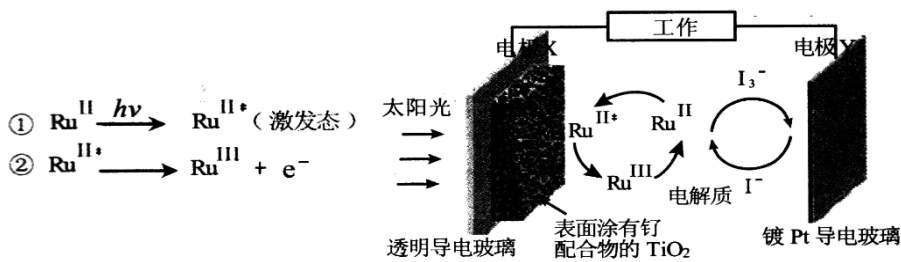 工作
电极X
电极Y
① Ru^II hν Ru^II*（激发态）
② Ru^II* Ru^III + e⁻
太阳光
Ru^II*
Ru^II
Ru^III
I₃⁻
I⁻
电解质
透明导电玻璃
表面涂有钌
配合物的 TiO₂
镀 Pt 导电玻璃